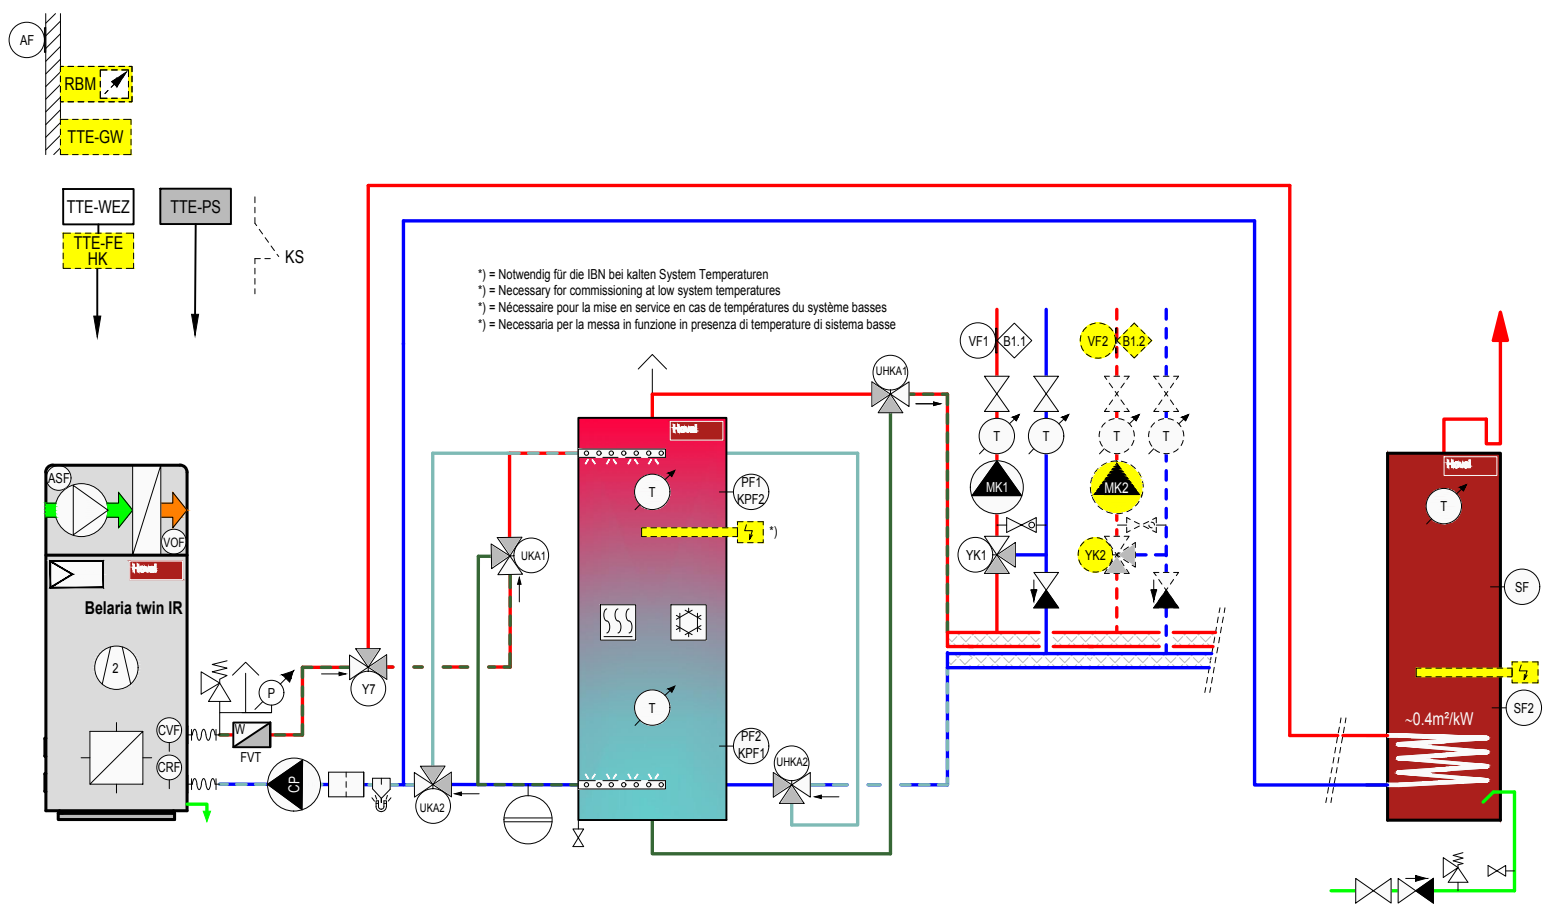 AF
RBM
TTE-GW
TTE-WEZ
TTE-PS
TTE-FE
HK
KS
*) = Notwendig für die IBN bei kalten System Temperaturen
*) = Necessary for commissioning at low system temperatures
*) = Nécessaire pour la mise en service en cas de températures du système basses
*) = Necessaria per la messa in funzione in presenza di temperature di sistema basse
VF1
B1.1
VF2
B1.2
UHKA1
T
T
T
T
Hoval
Hoval
ASF
T
PF1
KPF2
MK1
MK2
T
*)
VOF
UKA1
YK1
YK2
Hoval
SF
Belaria twin IR
2
Y7
P
T
SF2
CVF
W
FVT
~0.4m²/kW
PF2
KPF1
CRF
UHKA2
CP
UKA2